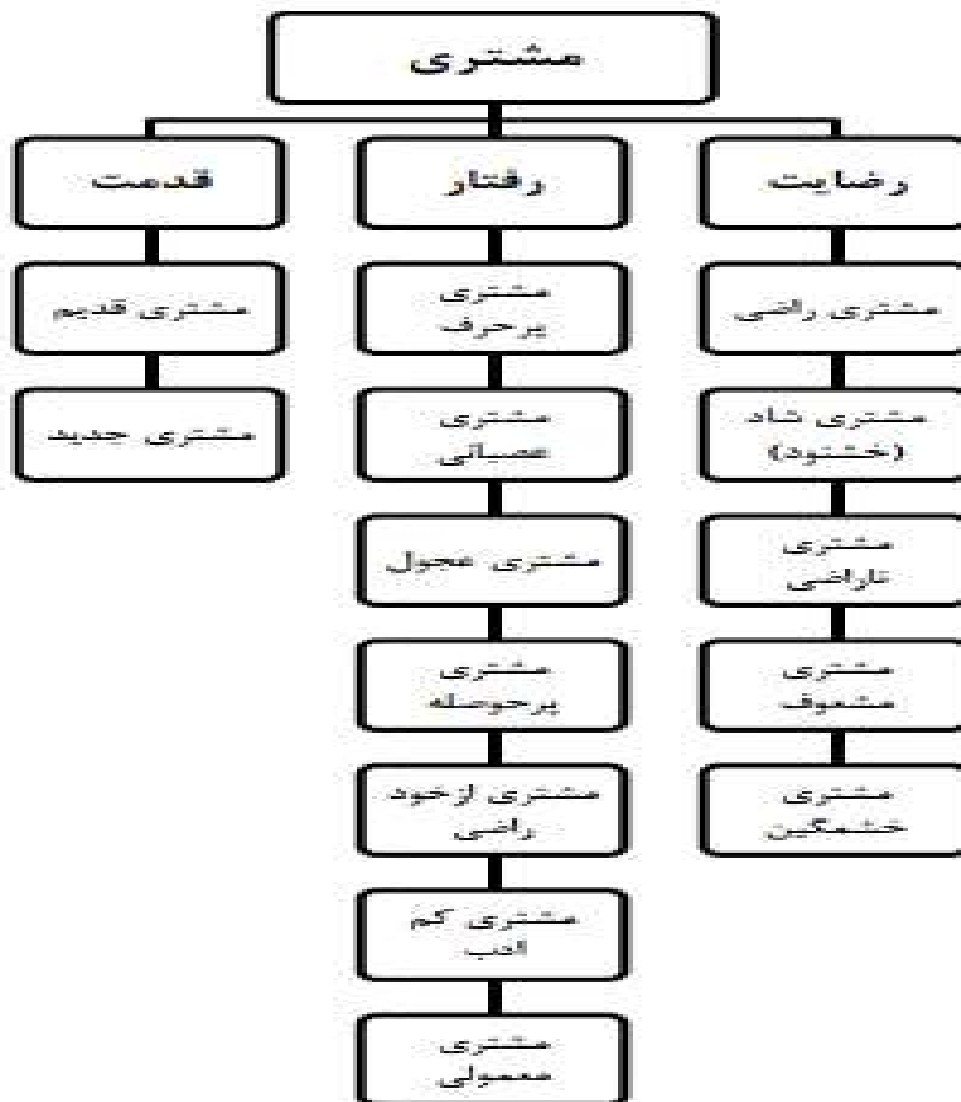 مشتری
رضایت
رفتار
قدمت
مشتری راضی
مشتری شاد
(خشنود)
مشتری
ناراضی
مشتری
مشعوف
مشتری
خشمگین
مشتری
پرحرف
مشتری
عصبانی
مشتری عجول
مشتری
پرحوصله
مشتری ازخود
راضی
مشتری کم
ادب
مشتری
معمولی
مشتری قدیم
مشتری جدید